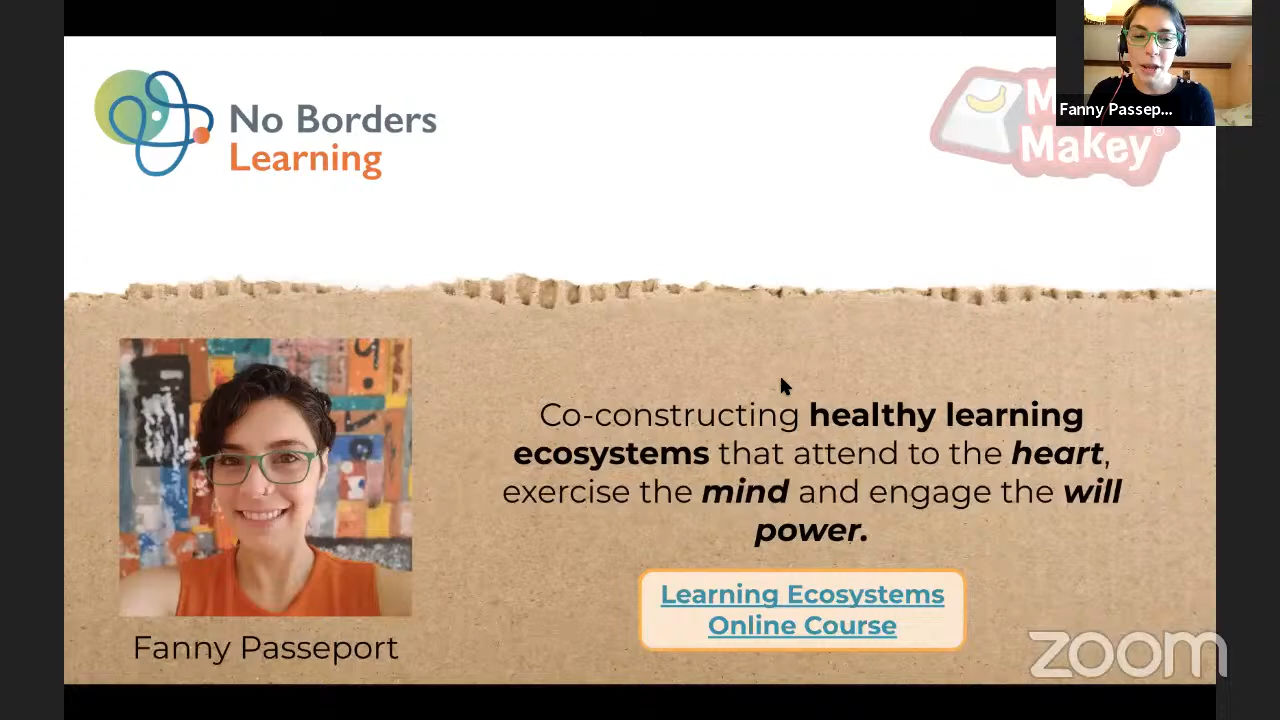 No Borders
Learning
Makey®
Fanny Passep...
Co-constructing healthy learning
ecosystems that attend to the heart,
exercise the mind and engage the will
power.
Learning Ecosystems
Online Course
Fanny Passeport
zoom